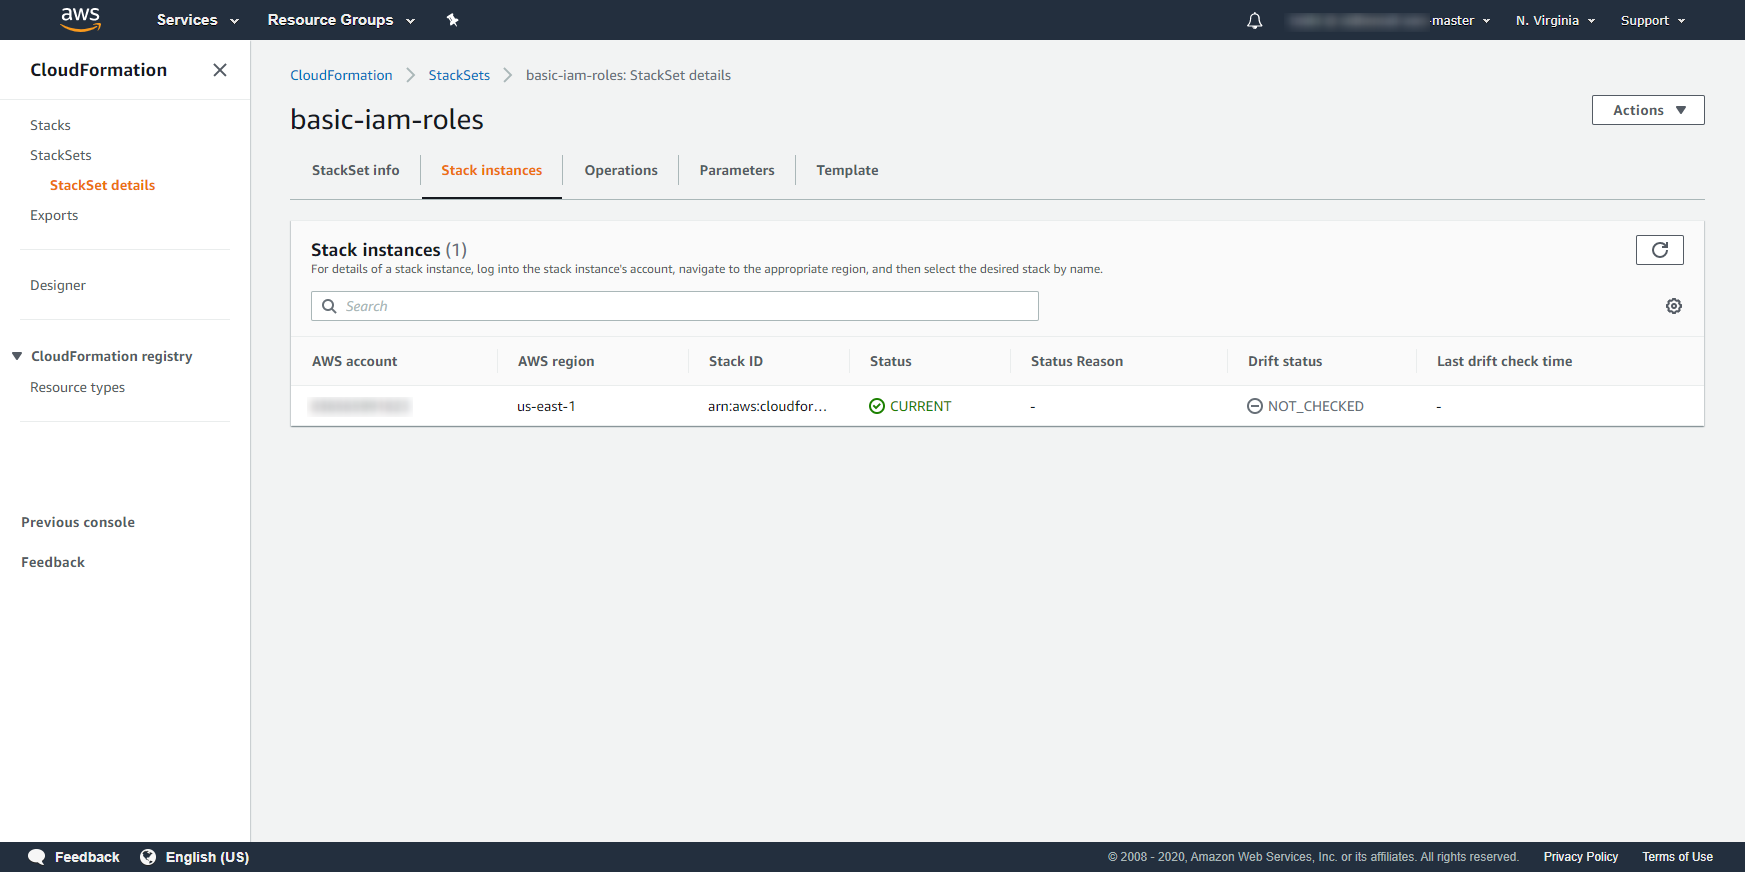 aws Services Resource Groups -master N. Virginia Support
CloudFormation
Stacks
StackSets
StackSet details
Exports
Designer
CloudFormation registry
Resource types
Previous console
Feedback
CloudFormation StackSets basic-iam-roles: StackSet details
basic-iam-roles
Actions
StackSet info Stack instances Operations Parameters Template
Stack instances (1)
For details of a stack instance, log into the stack instance's account, navigate to the appropriate region, and then select the desired stack by name.
Search
AWS account AWS region Stack ID Status Status Reason Drift status Last drift check time
us-east-1 arn:aws:cloudfor... CURRENT - NOT_CHECKED -
Feedback English (US) © 2008 - 2020, Amazon Web Services, Inc. or its affiliates. All rights reserved. Privacy Policy Terms of Use